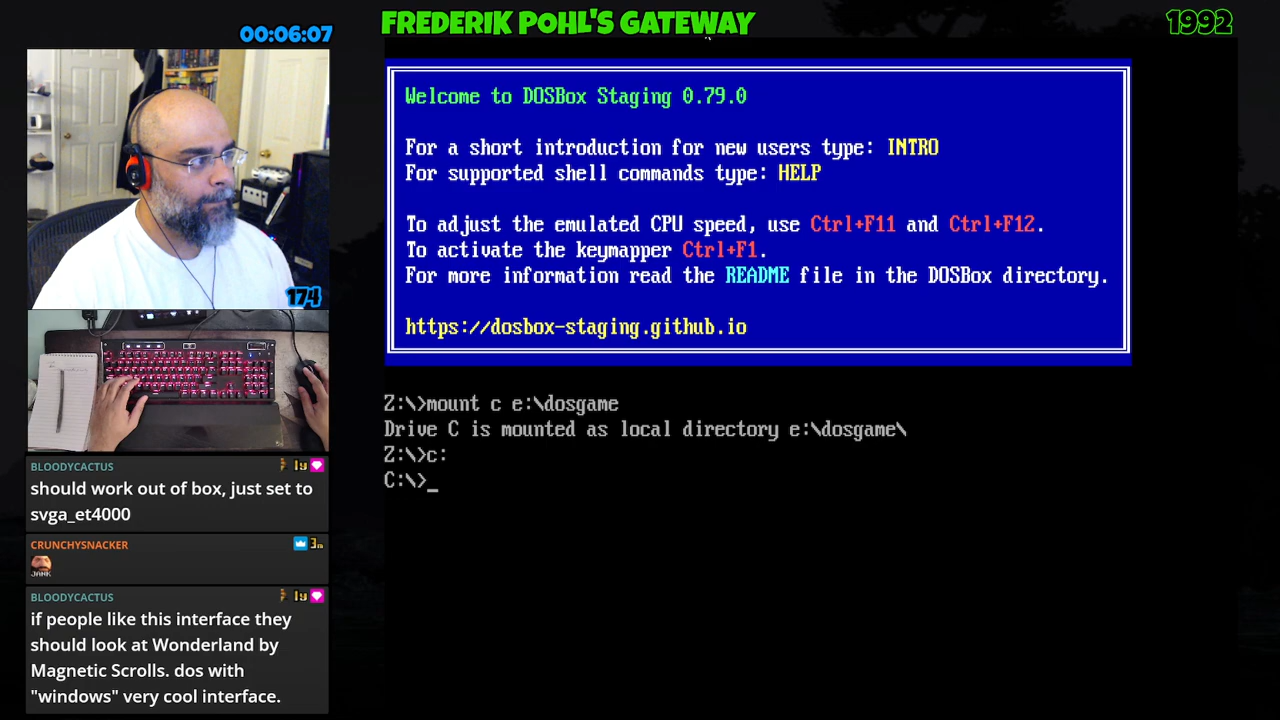 00:06:07
FREDERIK POHL'S GATEWAY
1992
Welcome to DOSBox Staging 0.79.0
For a short introduction for new users type: INTRO
For supported shell commands type: HELP
To adjust the emulated CPU speed, use Ctrl+F11 and Ctrl+F12.
To activate the keymapper Ctrl+F1.
For more information read the README file in the DOSBox directory.
https://dosbox-staging.github.io
Z:\>mount c e:\dosgame
Drive C is mounted as local directory e:\dosgame\
Z:\>c:
C:\>_
174
BLOODYCACTUS 1y
should work out of box, just set to
svga_et4000
CRUNCHYSNACKER 3m
JANK
BLOODYCACTUS 1y
if people like this interface they
should look at Wonderland by
Magnetic Scrolls. dos with
"windows" very cool interface.